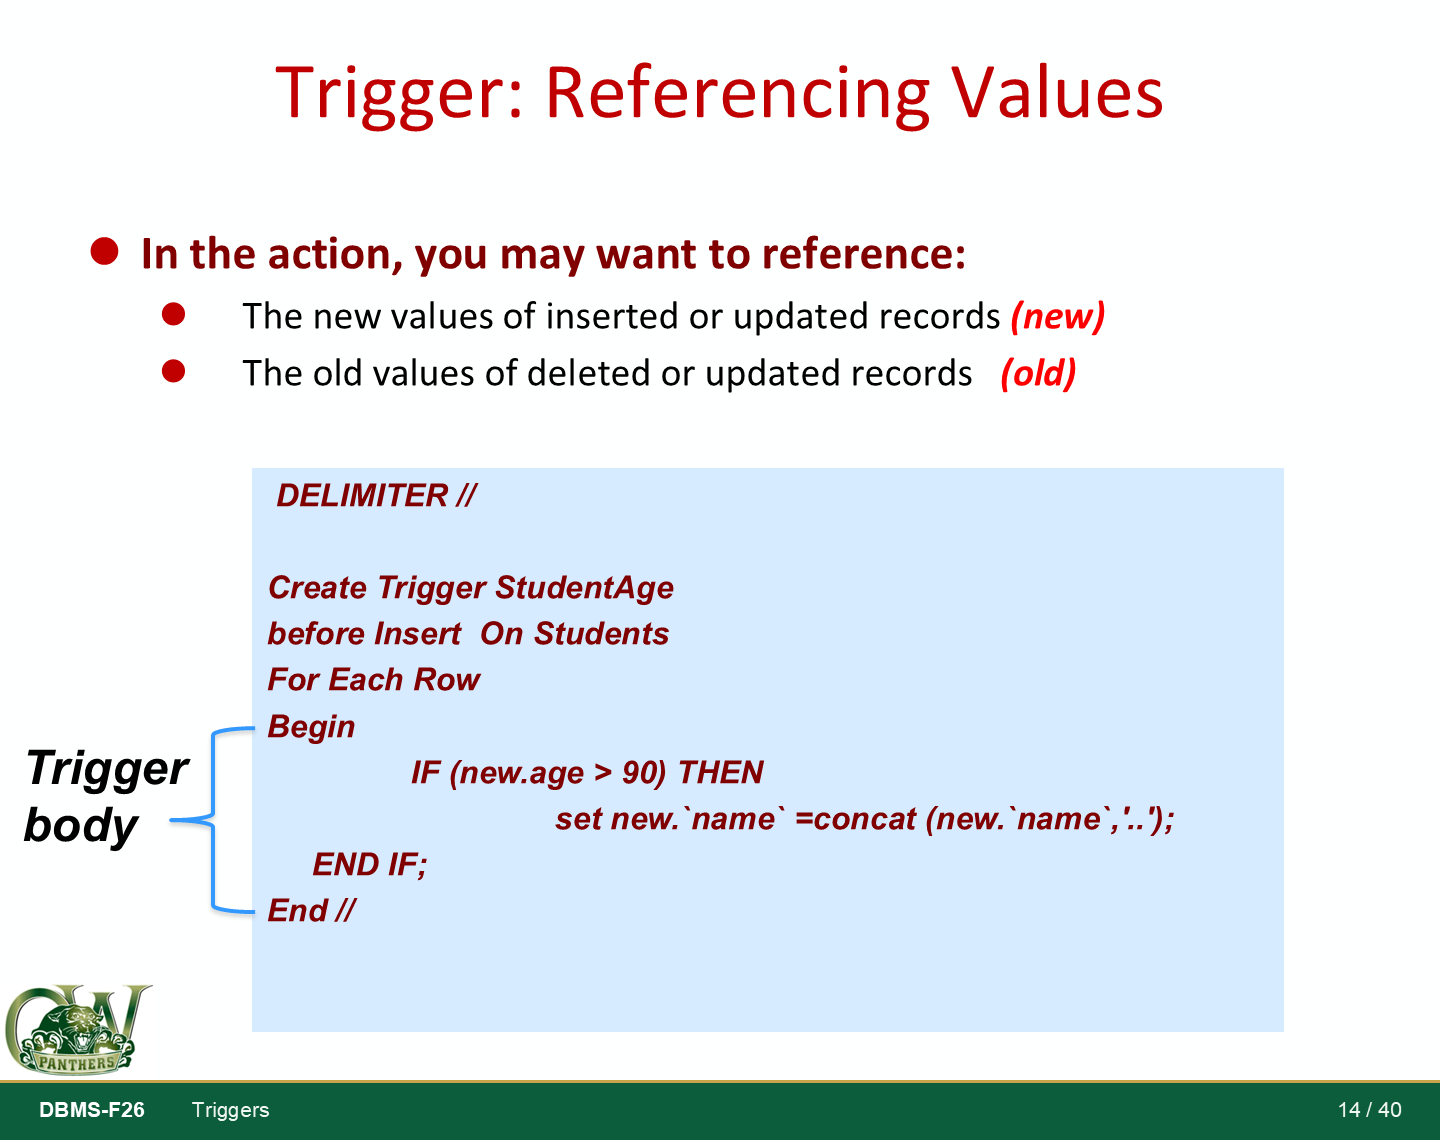 Trigger: Referencing Values
In the action, you may want to reference:
The new values of inserted or updated records (new)
The old values of deleted or updated records (old)
DELIMITER //
Create Trigger StudentAge
before Insert On Students
For Each Row
Begin
IF (new.age > 90) THEN
set new.`name` =concat (new.`name`,'..');
END IF;
End //
Trigger
body
OW
PANTHERS
DBMS-F26 Triggers 14 / 40